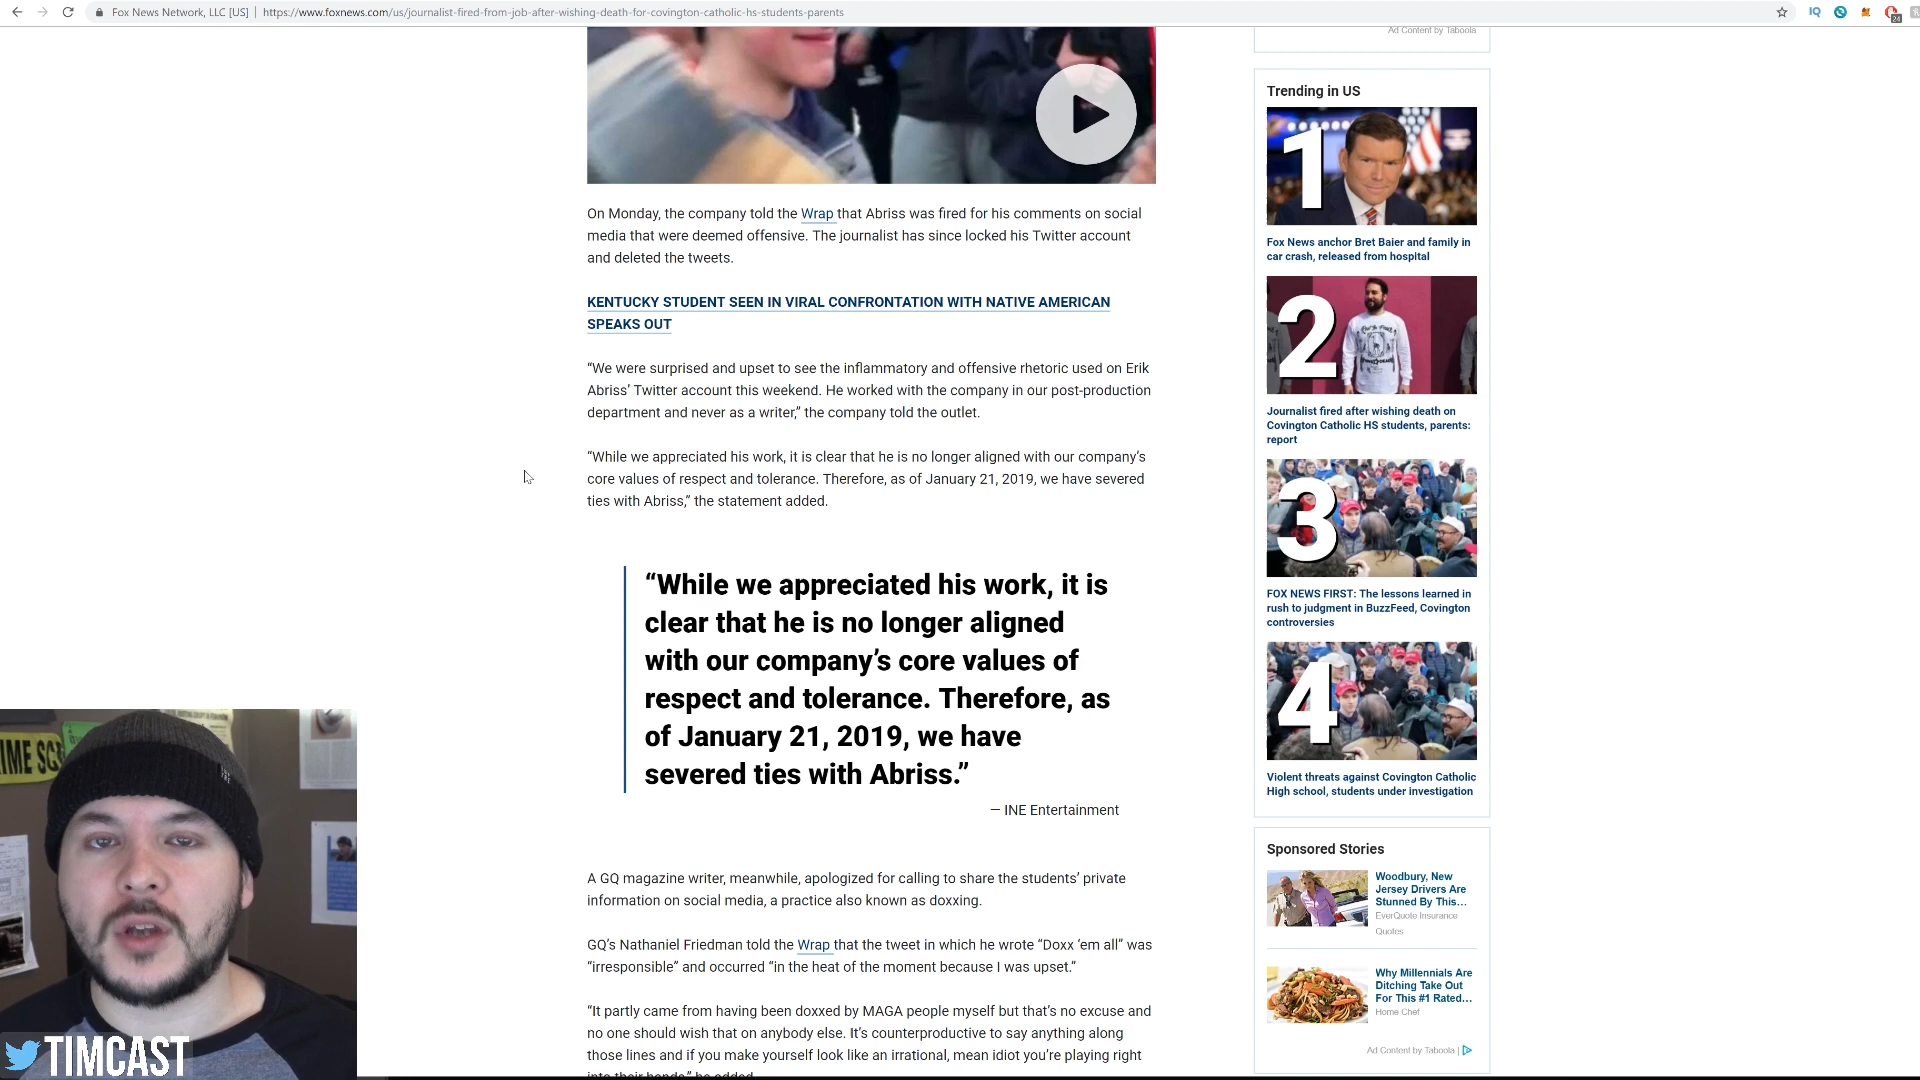 Fox News Network, LLC [US]
https://www.foxnews.com/us/journalist-fired-from-job-after-wishing-death-for-covington-catholic-hs-students-parents
IQ
24
Ad Content by Taboola
On Monday, the company told the Wrap that Abriss was fired for his comments on social
media that were deemed offensive. The journalist has since locked his Twitter account
and deleted the tweets.
KENTUCKY STUDENT SEEN IN VIRAL CONFRONTATION WITH NATIVE AMERICAN
SPEAKS OUT
“We were surprised and upset to see the inflammatory and offensive rhetoric used on Erik
Abriss’ Twitter account this weekend. He worked with the company in our post-production
department and never as a writer,” the company told the outlet.
“While we appreciated his work, it is clear that he is no longer aligned with our company’s
core values of respect and tolerance. Therefore, as of January 21, 2019, we have severed
ties with Abriss,” the statement added.
“While we appreciated his work, it is
clear that he is no longer aligned
with our company’s core values of
respect and tolerance. Therefore, as
of January 21, 2019, we have
severed ties with Abriss.”
— INE Entertainment
A GQ magazine writer, meanwhile, apologized for calling to share the students’ private
information on social media, a practice also known as doxxing.
GQ’s Nathaniel Friedman told the Wrap that the tweet in which he wrote “Doxx ‘em all” was
“irresponsible” and occurred “in the heat of the moment because I was upset.“
“It partly came from having been doxxed by MAGA people myself but that’s no excuse and
no one should wish that on anybody else. It’s counterproductive to say anything along
those lines and if you make yourself look like an irrational, mean idiot you’re playing right
into their hands,” he added.
Trending in US
1
Fox News anchor Bret Baier and family in
car crash, released from hospital
2
Journalist fired after wishing death on
Covington Catholic HS students, parents:
report
3
FOX NEWS FIRST: The lessons learned in
rush to judgment in BuzzFeed, Covington
controversies
4
Violent threats against Covington Catholic
High school, students under investigation
Sponsored Stories
Woodbury, New
Jersey Drivers Are
Stunned By This...
EverQuote Insurance
Quotes
Why Millennials Are
Ditching Take Out
For This #1 Rated...
Home Chef
Ad Content by Taboola
TIMCAST